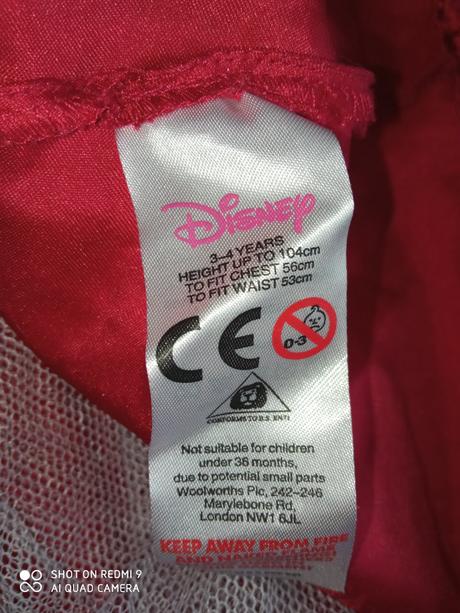 Disney
3-4 YEARS
HEIGHT UP TO 104cm
TO FIT CHEST 56cm
TO FIT WAIST 53cm
CE
0-3
CONFORMS TO B.S. EN71
Not suitable for children
under 36 months,
due to potential small parts
Woolworths Plc, 242-246
Marylebone Rd,
London NW1 6JL
KEEP AWAY FROM FIRE
SHOT ON REDMI 9
AI QUAD CAMERA